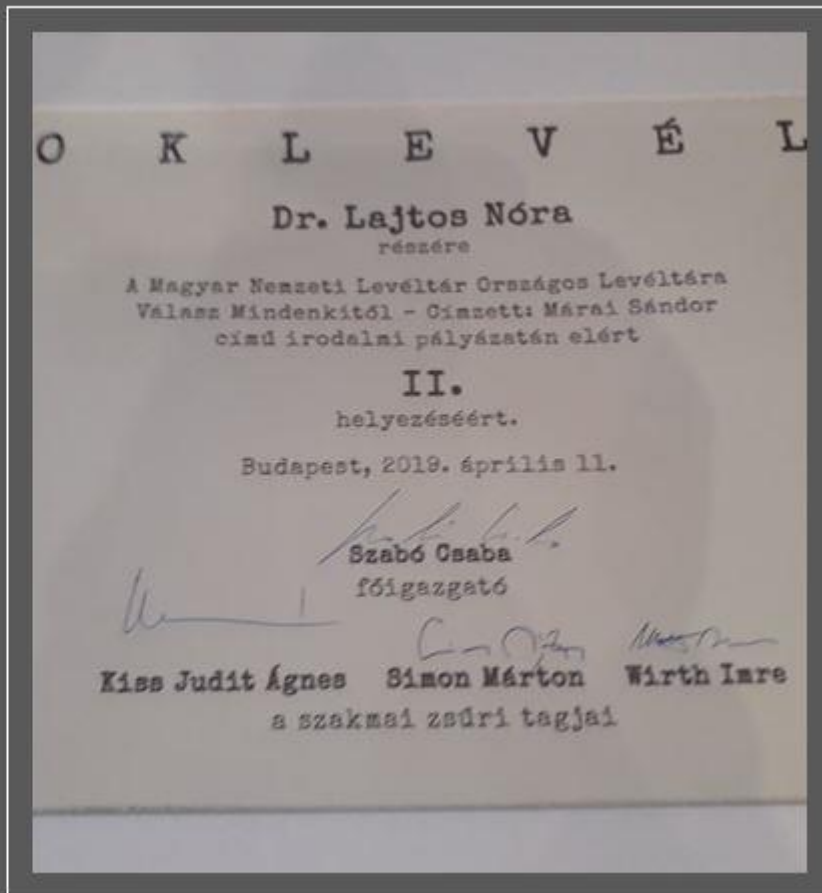 O K L E V É L
Dr. Lajtos Nóra
részére
A Magyar Nemzeti Levéltár Országos Levéltára
Válasz Mindenkitől - Címzett: Márai Sándor
című irodalmi pályázatán elért
II.
helyezéséért.
Budapest, 2019. április 11.
Szabó Csaba
főigazgató
Kiss Judit Ágnes Simon Márton Wirth Imre
a szakmai zsűri tagjai